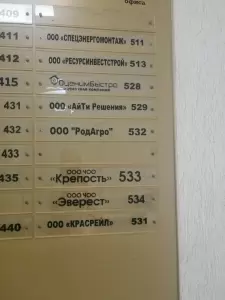 офисы
409
411 ООО «СПЕЦЭНЕРГОМОНТАЖ» 511
412 ООО «РЕСУРСИНВЕСТСТРОЙ» 513
415 ОценимБыстро 528
431 ООО «АйТи Решения» 529
432 ООО "РодАгро" 532
433
435 ООО ЧОО
«Крепость» 533
ООО ЧОО
«Эверест» 534
440 ООО «КРАСРЕЙЛ» 531